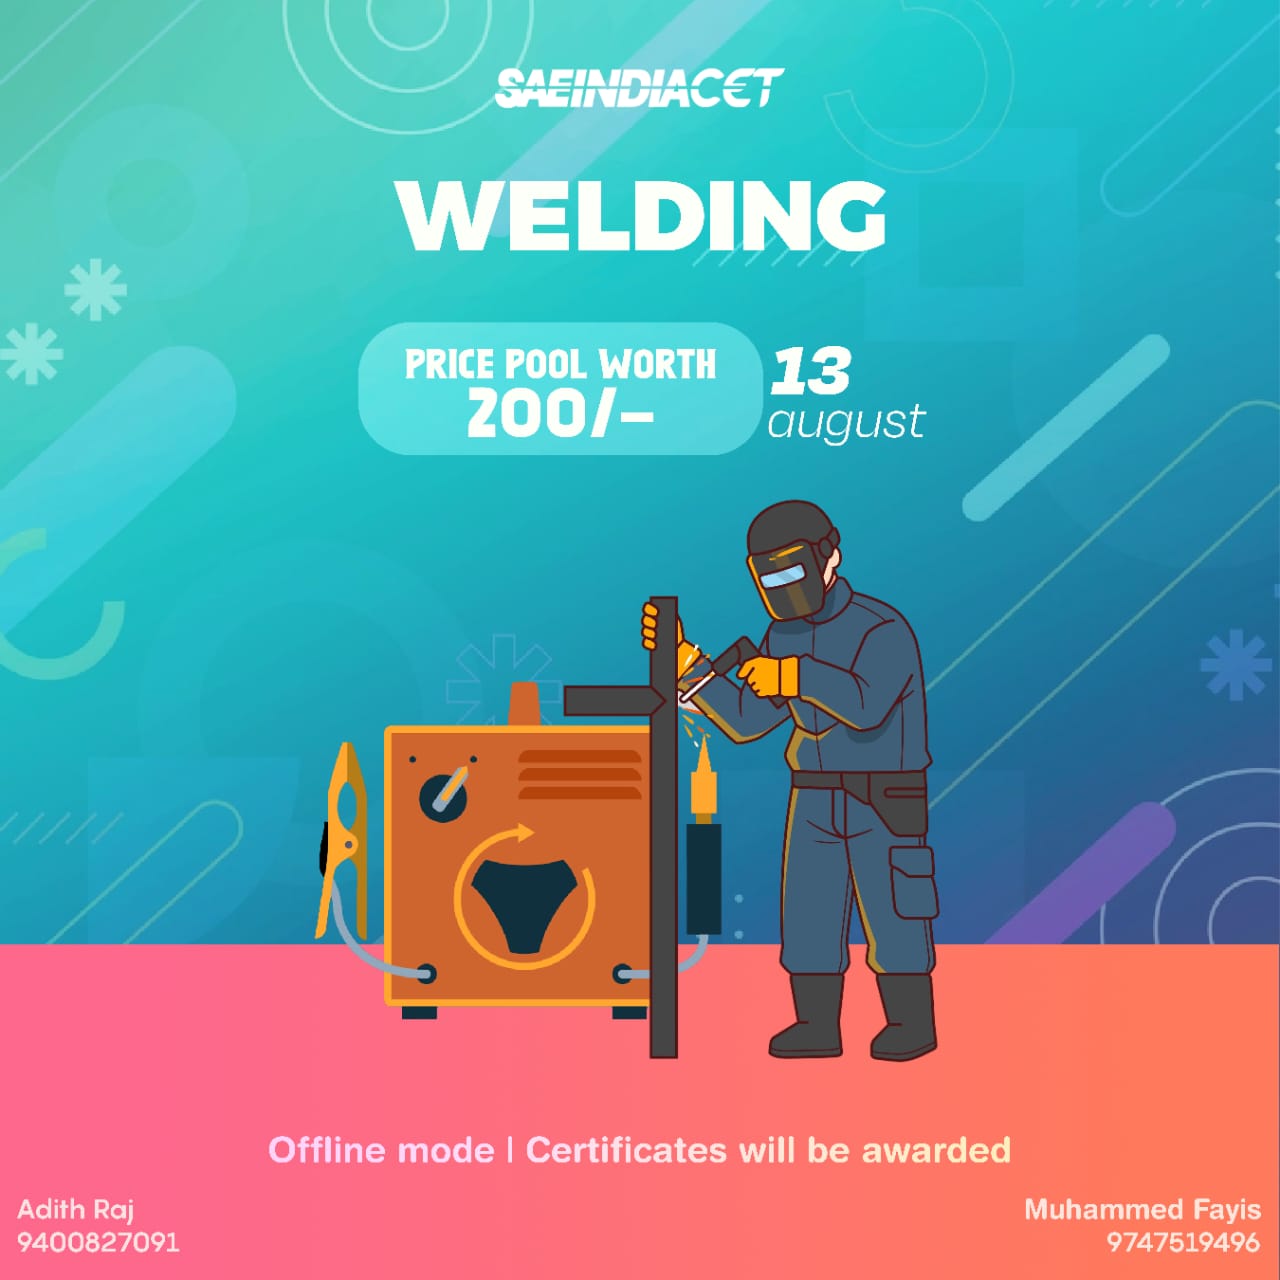 SAEINDIACET
WELDING
PRICE POOL WORTH
200/-
13
august
Offline mode | Certificates will be awarded
Adith Raj
9400827091
Muhammed Fayis
9747519496